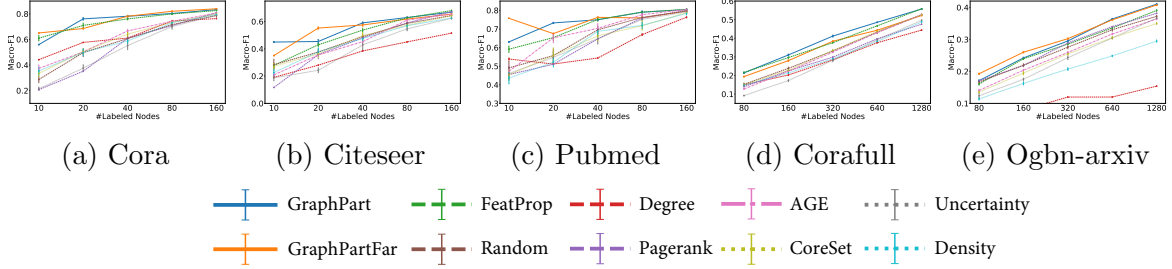 Macro-F1
0.8
0.6
0.4
0.2
10 20 40 80 160
#Labeled Nodes
(a) Cora
Macro-F1
0.6
0.4
0.2
0.0
10 20 40 80 160
#Labeled Nodes
(b) Citeseer
Macro-F1
0.8
0.7
0.6
0.5
0.4
0.3
10 20 40 80 160
#Labeled Nodes
(c) Pubmed
Macro-F1
0.6
0.5
0.4
0.3
0.2
0.1
80 160 320 640 1280
#Labeled Nodes
(d) Corafull
Macro-F1
0.4
0.3
0.2
0.1
80 160 320 640 1280
#Labeled Nodes
(e) Ogbn-arxiv
GraphPart FeatProp Degree AGE Uncertainty
GraphPartFar Random Pagerank CoreSet Density